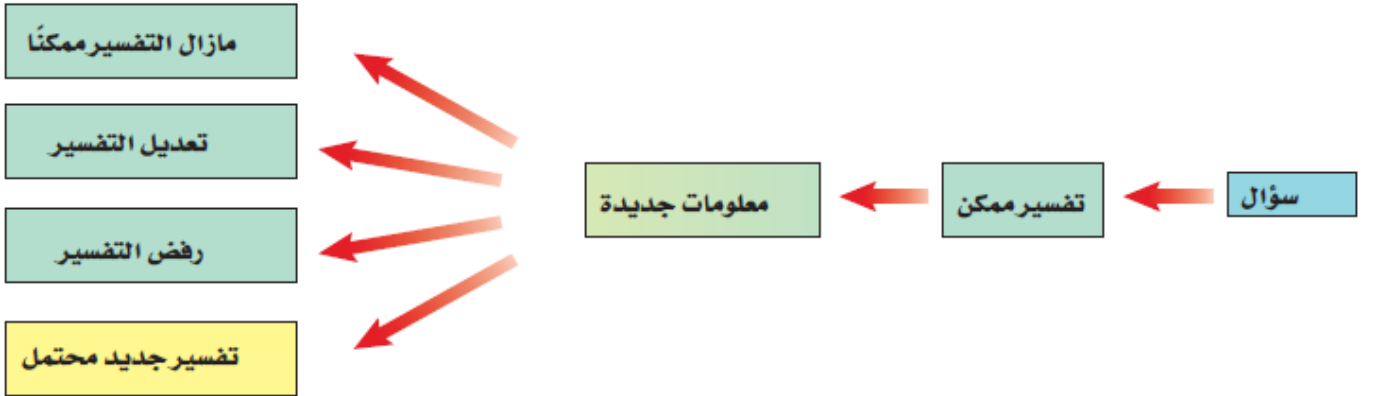 سؤال
تفسير ممكن
معلومات جديدة
مازال التفسير ممكنًا
تعديل التفسير
رفض التفسير
تفسير جديد محتمل